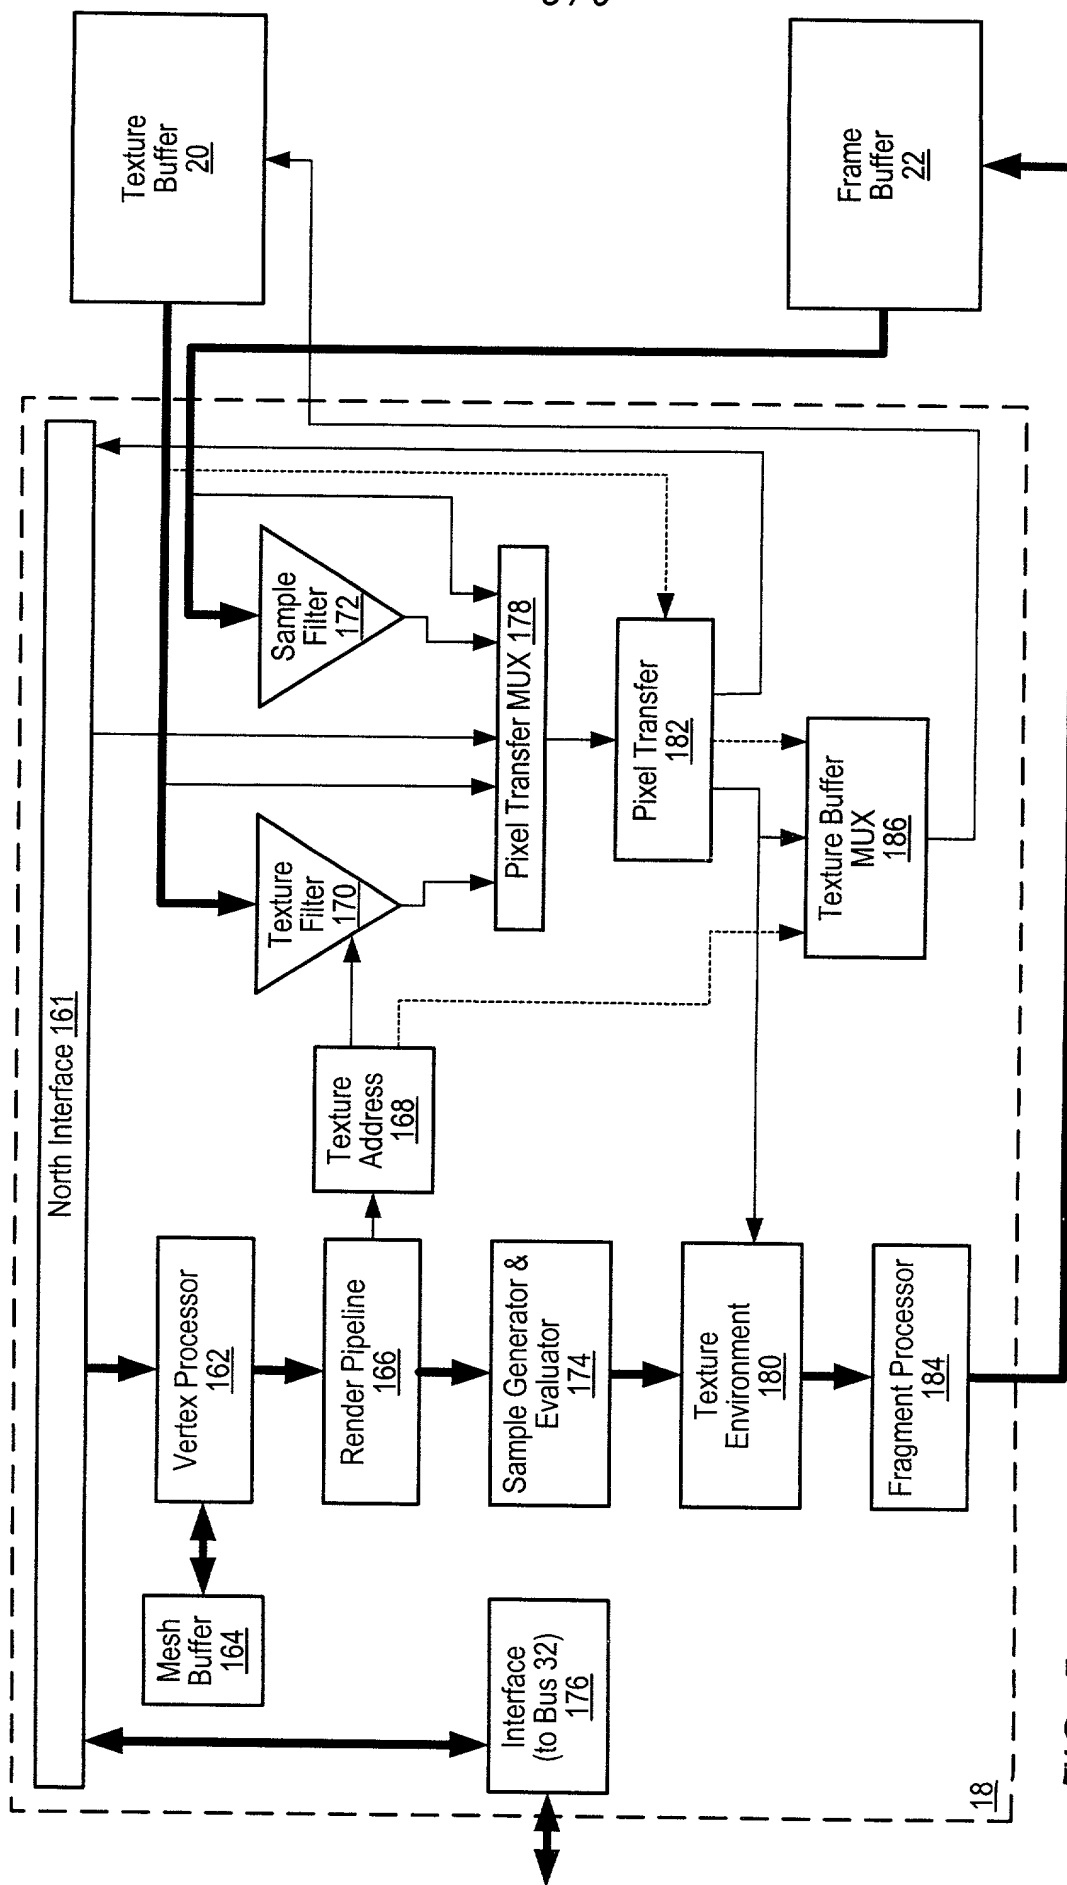 North Interface 161
Mesh
Buffer
164
Vertex Processor
162
Texture
Buffer
20
Render Pipeline
166
Texture
Address
168
Texture
Filter
170
Sample
Filter
172
Interface
(to Bus 32)
176
Sample Generator &
Evaluator
174
Pixel Transfer MUX 178
Texture
Environment
180
Pixel Transfer
182
Fragment Processor
184
Texture Buffer
MUX
186
Frame
Buffer
22
18